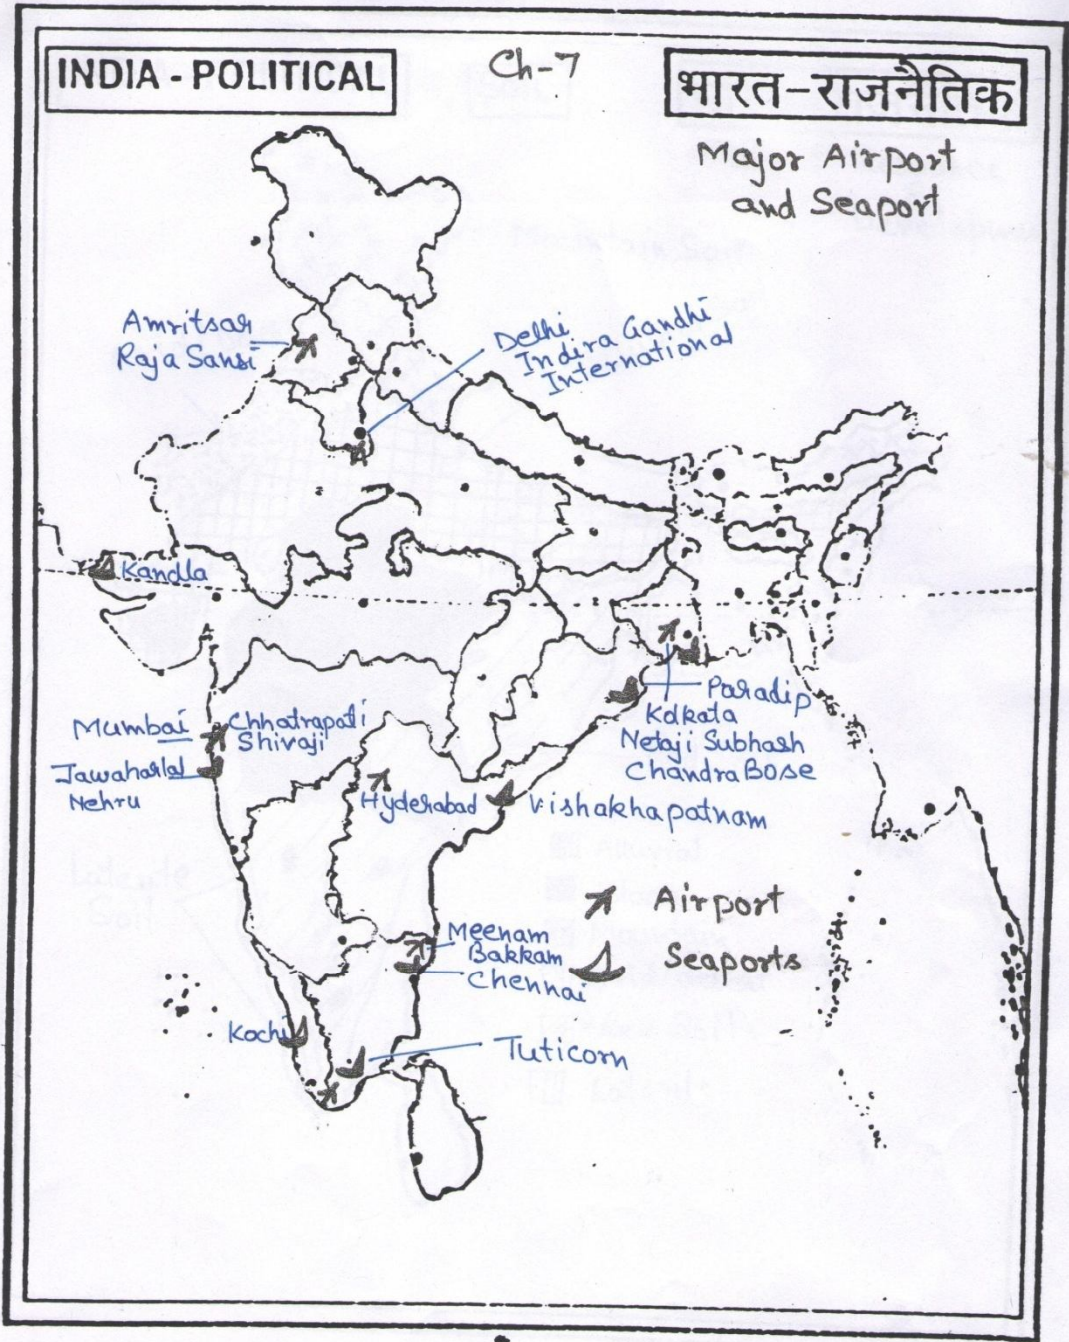 INDIA - POLITICAL
Ch-7
भारत-राजनैतिक
Major Airport
and Seaport
Amritsar
Raja Sansi
Delhi
Indira Gandhi
International
Kandla
Mumbai
Chhatrapati
Shivaji
Jawaharlal
Nehru
Hyderabad
Paradip
Kolkata
Netaji Subhash
Chandra Bose
Vishakhapatnam
Airport
Seaports
Meenam
Bakkam
Chennai
Kochi
Tuticorn